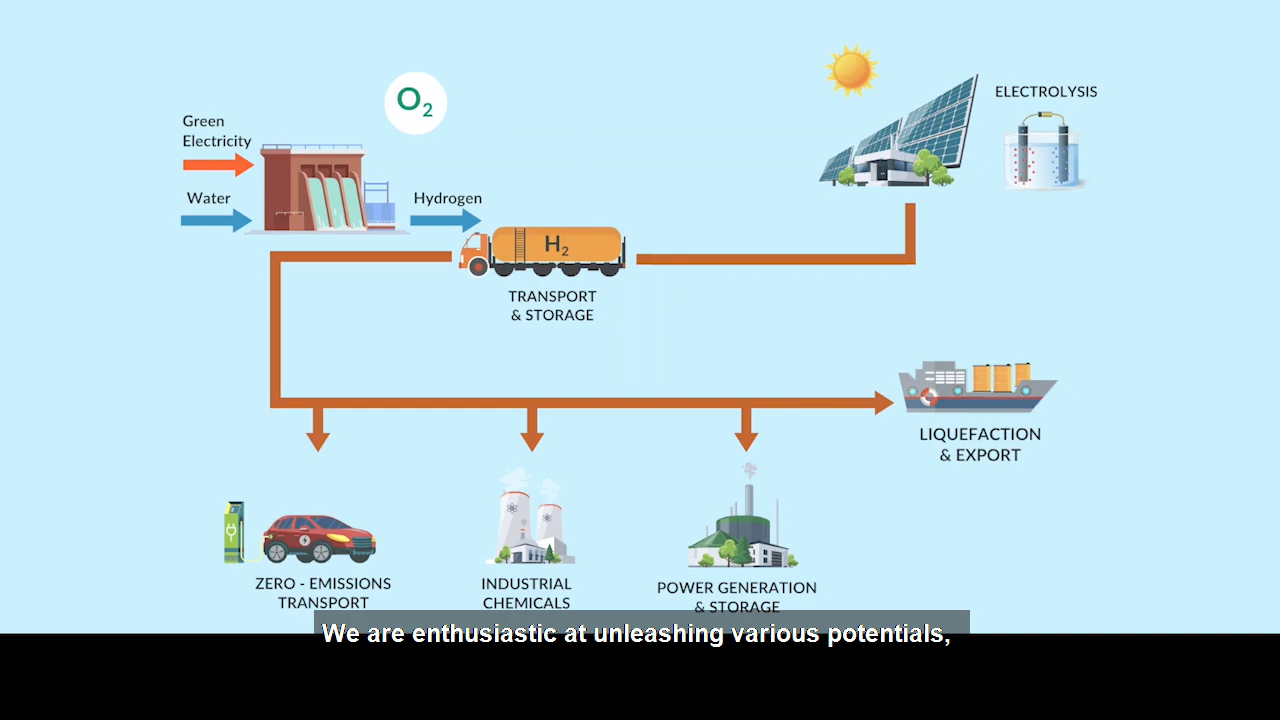 O2
ELECTROLYSIS
Green
Electricity
Water
Hydrogen
H2
TRANSPORT
& STORAGE
LIQUEFACTION
& EXPORT
ZERO - EMISSIONS
TRANSPORT
INDUSTRIAL
CHEMICALS
POWER GENERATION
& STORAGE
We are enthusiastic at unleashing various potentials,